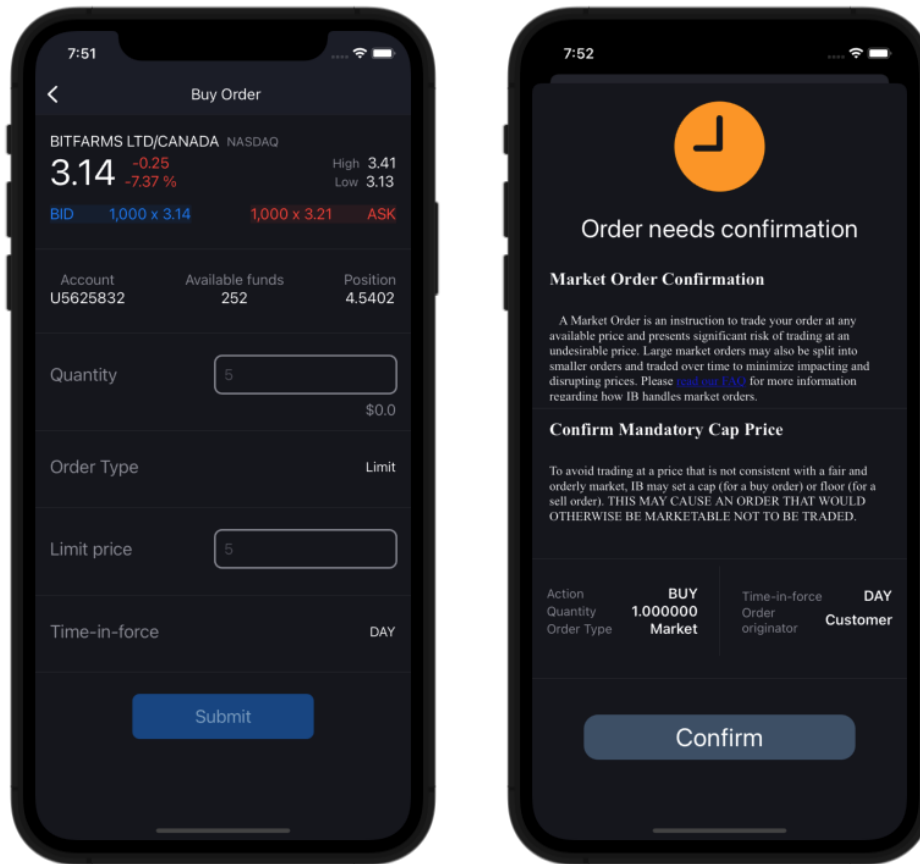 7:51
Buy Order
BITFARMS LTD/CANADA NASDAQ
3.14 -0.25
-7.37 %
High 3.41
Low 3.13
BID 1,000 x 3.14 1,000 x 3.21 ASK
Account Available funds Position
U5625832 252 4.5402
Quantity 5
$0.0
Order Type Limit
Limit price 5
Time-in-force DAY
Submit
7:52
Order needs confirmation
Market Order Confirmation
A Market Order is an instruction to trade your order at any
available price and presents significant risk of trading at an
undesirable price. Large market orders may also be split into
smaller orders and traded over time to minimize impacting and
disrupting prices. Please read our FAQ for more information
regarding how IB handles market orders.
Confirm Mandatory Cap Price
To avoid trading at a price that is not consistent with a fair and
orderly market, IB may set a cap (for a buy order) or floor (for a
sell order). THIS MAY CAUSE AN ORDER THAT WOULD
OTHERWISE BE MARKETABLE NOT TO BE TRADED.
Action BUY
Quantity 1.000000
Order Type Market
Time-in-force DAY
Order
originator Customer
Confirm